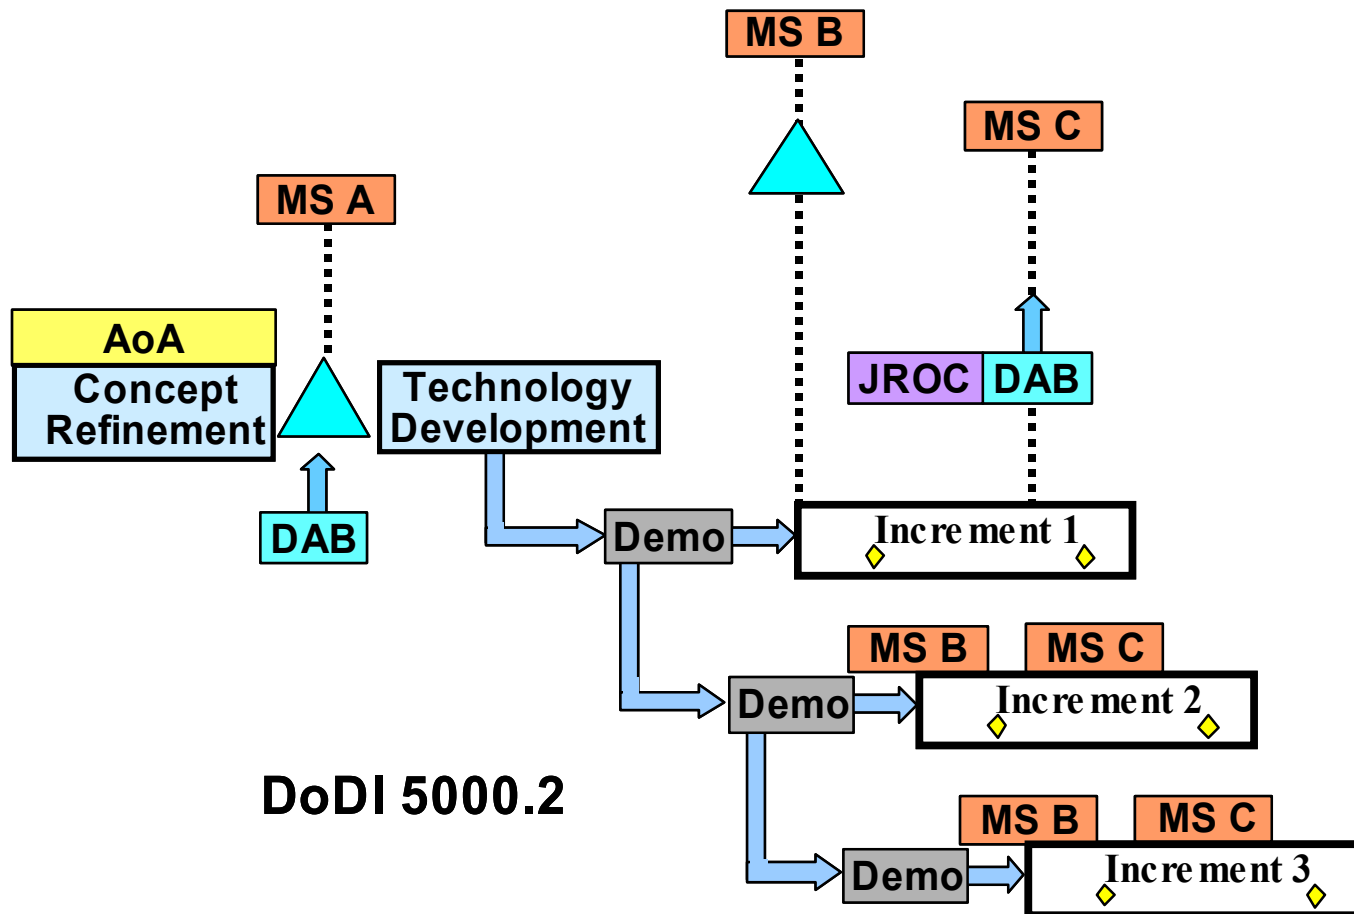 MS B
MS C
MS A
AoA
Concept
Refinement
Technology
Development
JROC
DAB
DAB
Demo
Increment 1
MS B
MS C
Demo
Increment 2
DoDI 5000.2
MS B
MS C
Demo
Increment 3